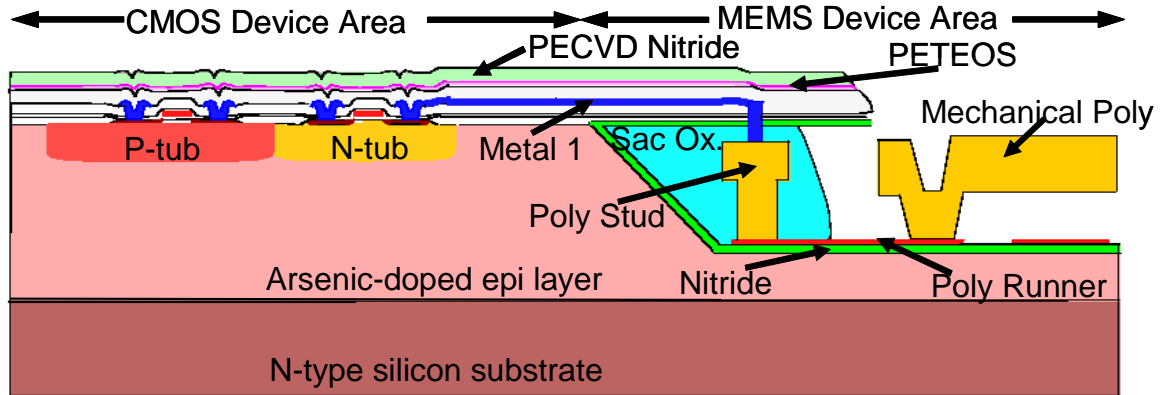 CMOS Device Area
MEMS Device Area
PECVD Nitride
PETEOS
Mechanical Poly
P-tub
N-tub
Metal 1
Sac Ox.
Poly Stud
Arsenic-doped epi layer
Nitride
Poly Runner
N-type silicon substrate